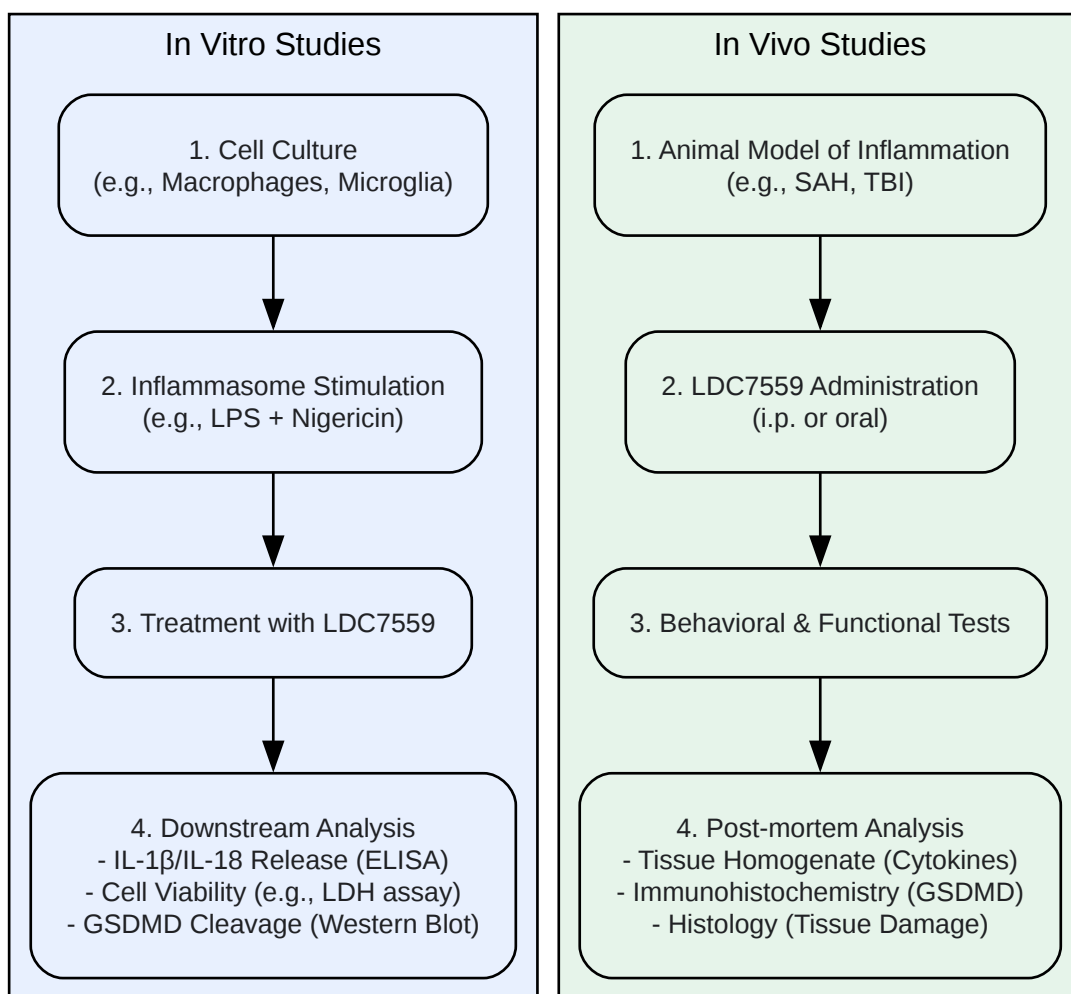 In Vitro Studies
1. Cell Culture
(e.g., Macrophages, Microglia)
2. Inflammasome Stimulation
(e.g., LPS + Nigericin)
3. Treatment with LDC7559
4. Downstream Analysis
- IL-1β/IL-18 Release (ELISA)
- Cell Viability (e.g., LDH assay)
- GSDMD Cleavage (Western Blot)
In Vivo Studies
1. Animal Model of Inflammation
(e.g., SAH, TBI)
2. LDC7559 Administration
(i.p. or oral)
3. Behavioral & Functional Tests
4. Post-mortem Analysis
- Tissue Homogenate (Cytokines)
- Immunohistochemistry (GSDMD)
- Histology (Tissue Damage)